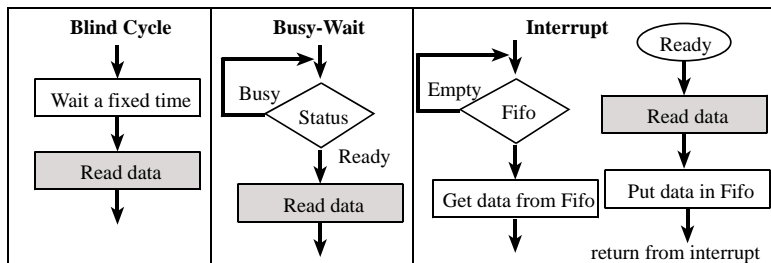 Blind Cycle
Wait a fixed time
Read data
Busy-Wait
Busy
Status
Ready
Read data
Interrupt
Empty
Fifo
Get data from Fifo
Ready
Read data
Put data in Fifo
return from interrupt